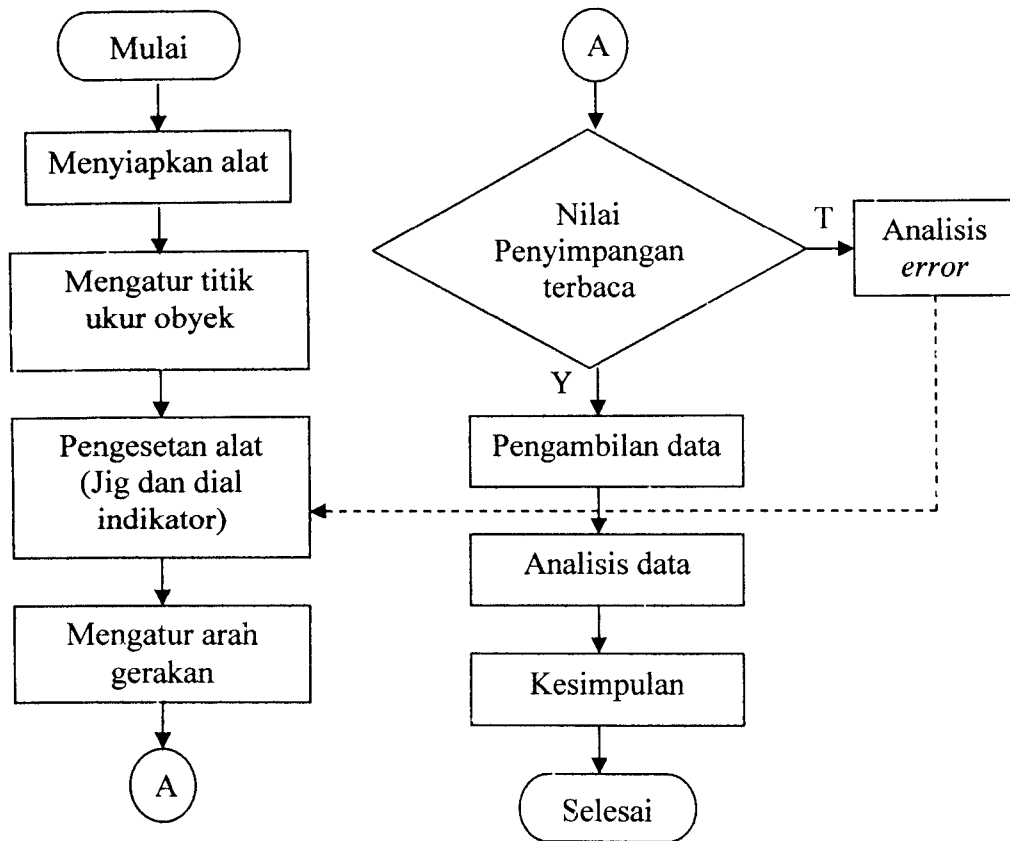 Mulai
Menyiapkan alat
Mengatur titik
ukur obyek
Pengesetan alat
(Jig dan dial
indikator)
Mengatur arah
gerakan
A
A
Nilai
Penyimpangan
terbaca
T
Analisis
error
Y
Pengambilan data
Analisis data
Kesimpulan
Selesai